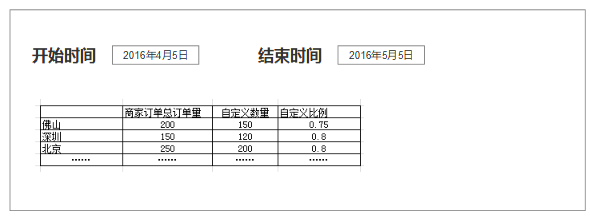 开始时间 2016年4月5日 结束时间 2016年5月5日
商家订单总订单量 自定义数量 自定义比例
佛山 200 150 0.75
深圳 150 120 0.8
北京 250 200 0.8
…… …… …… ……